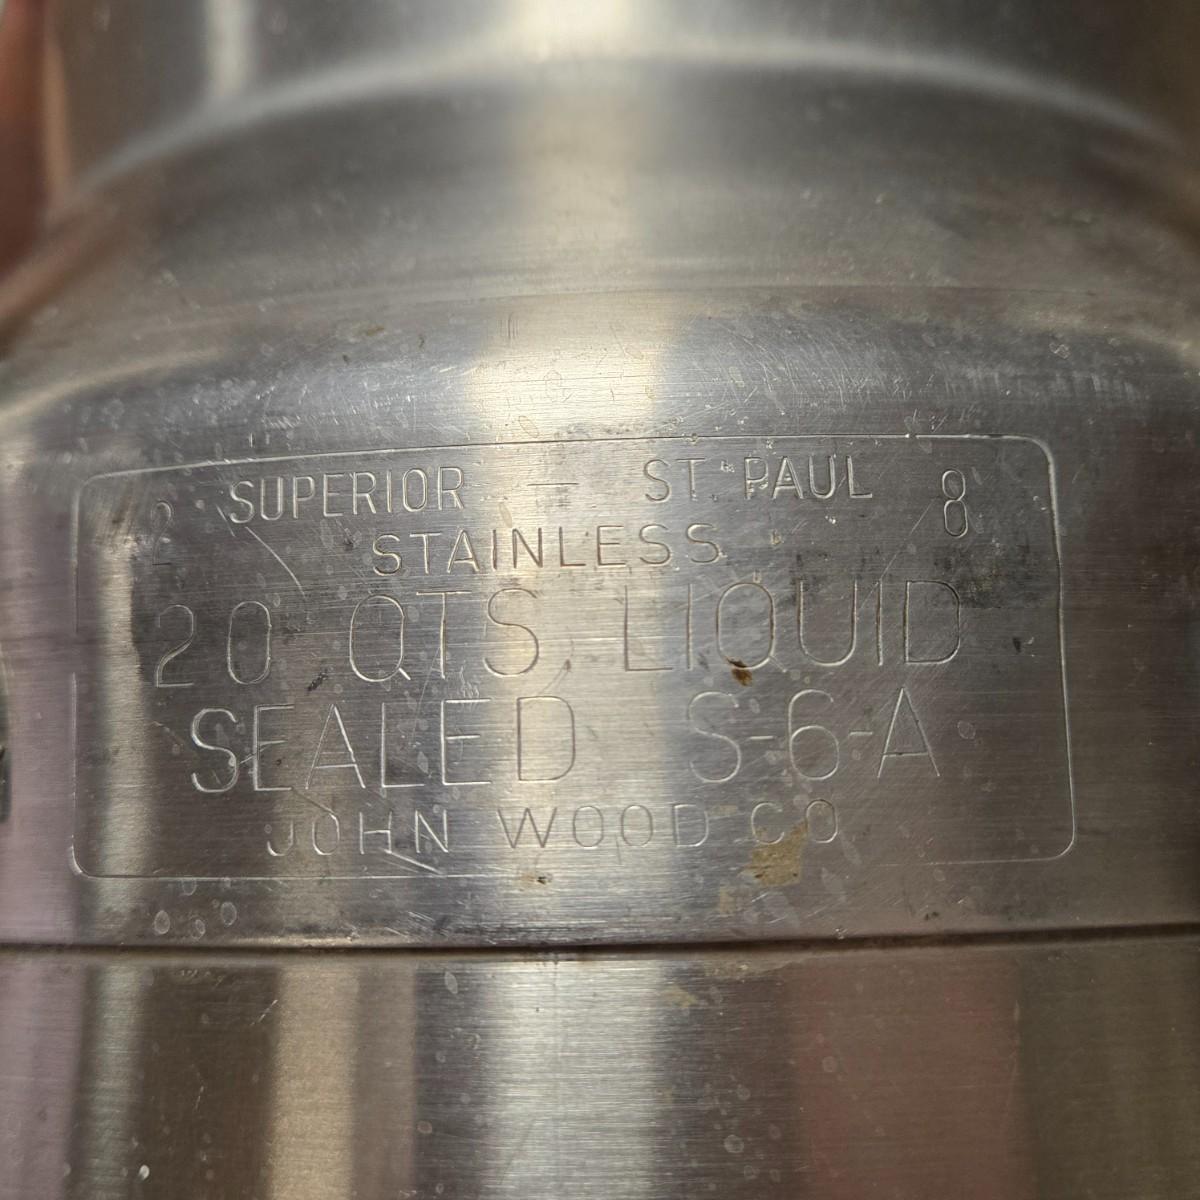 2 SUPERIOR — ST. PAUL 8
STAINLESS
20 QTS. LIQUID
SEALED S-6-A
JOHN WOOD CO